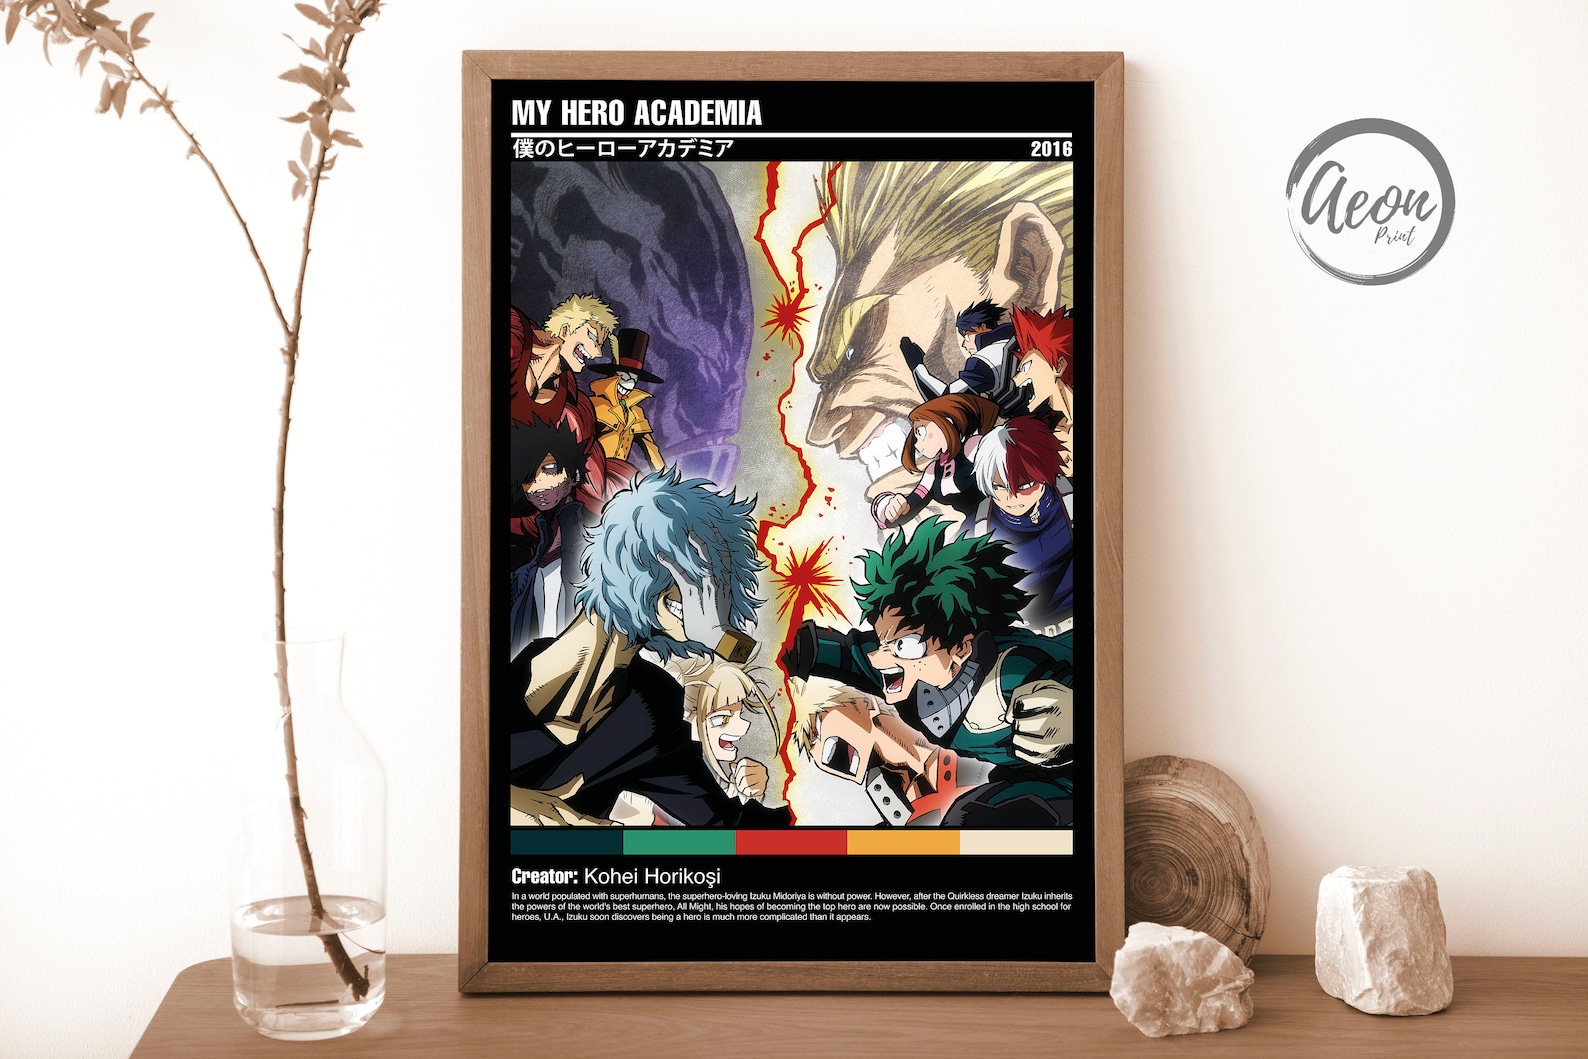 MY HERO ACADEMIA
僕のヒーローアカデミア 2016
Creator: Kohei Horikoşi
In a world populated with superhumans, the superhero-loving Izuku Midoriya is without power. However, after the Quirkless dreamer Izuku inherits
the powers of the world's best superhero, All Might, his hopes of becoming the top hero are now possible. Once enrolled in the high school for
heroes, U.A., Izuku soon discovers being a hero is much more complicated than it appears.
Aeon
Print